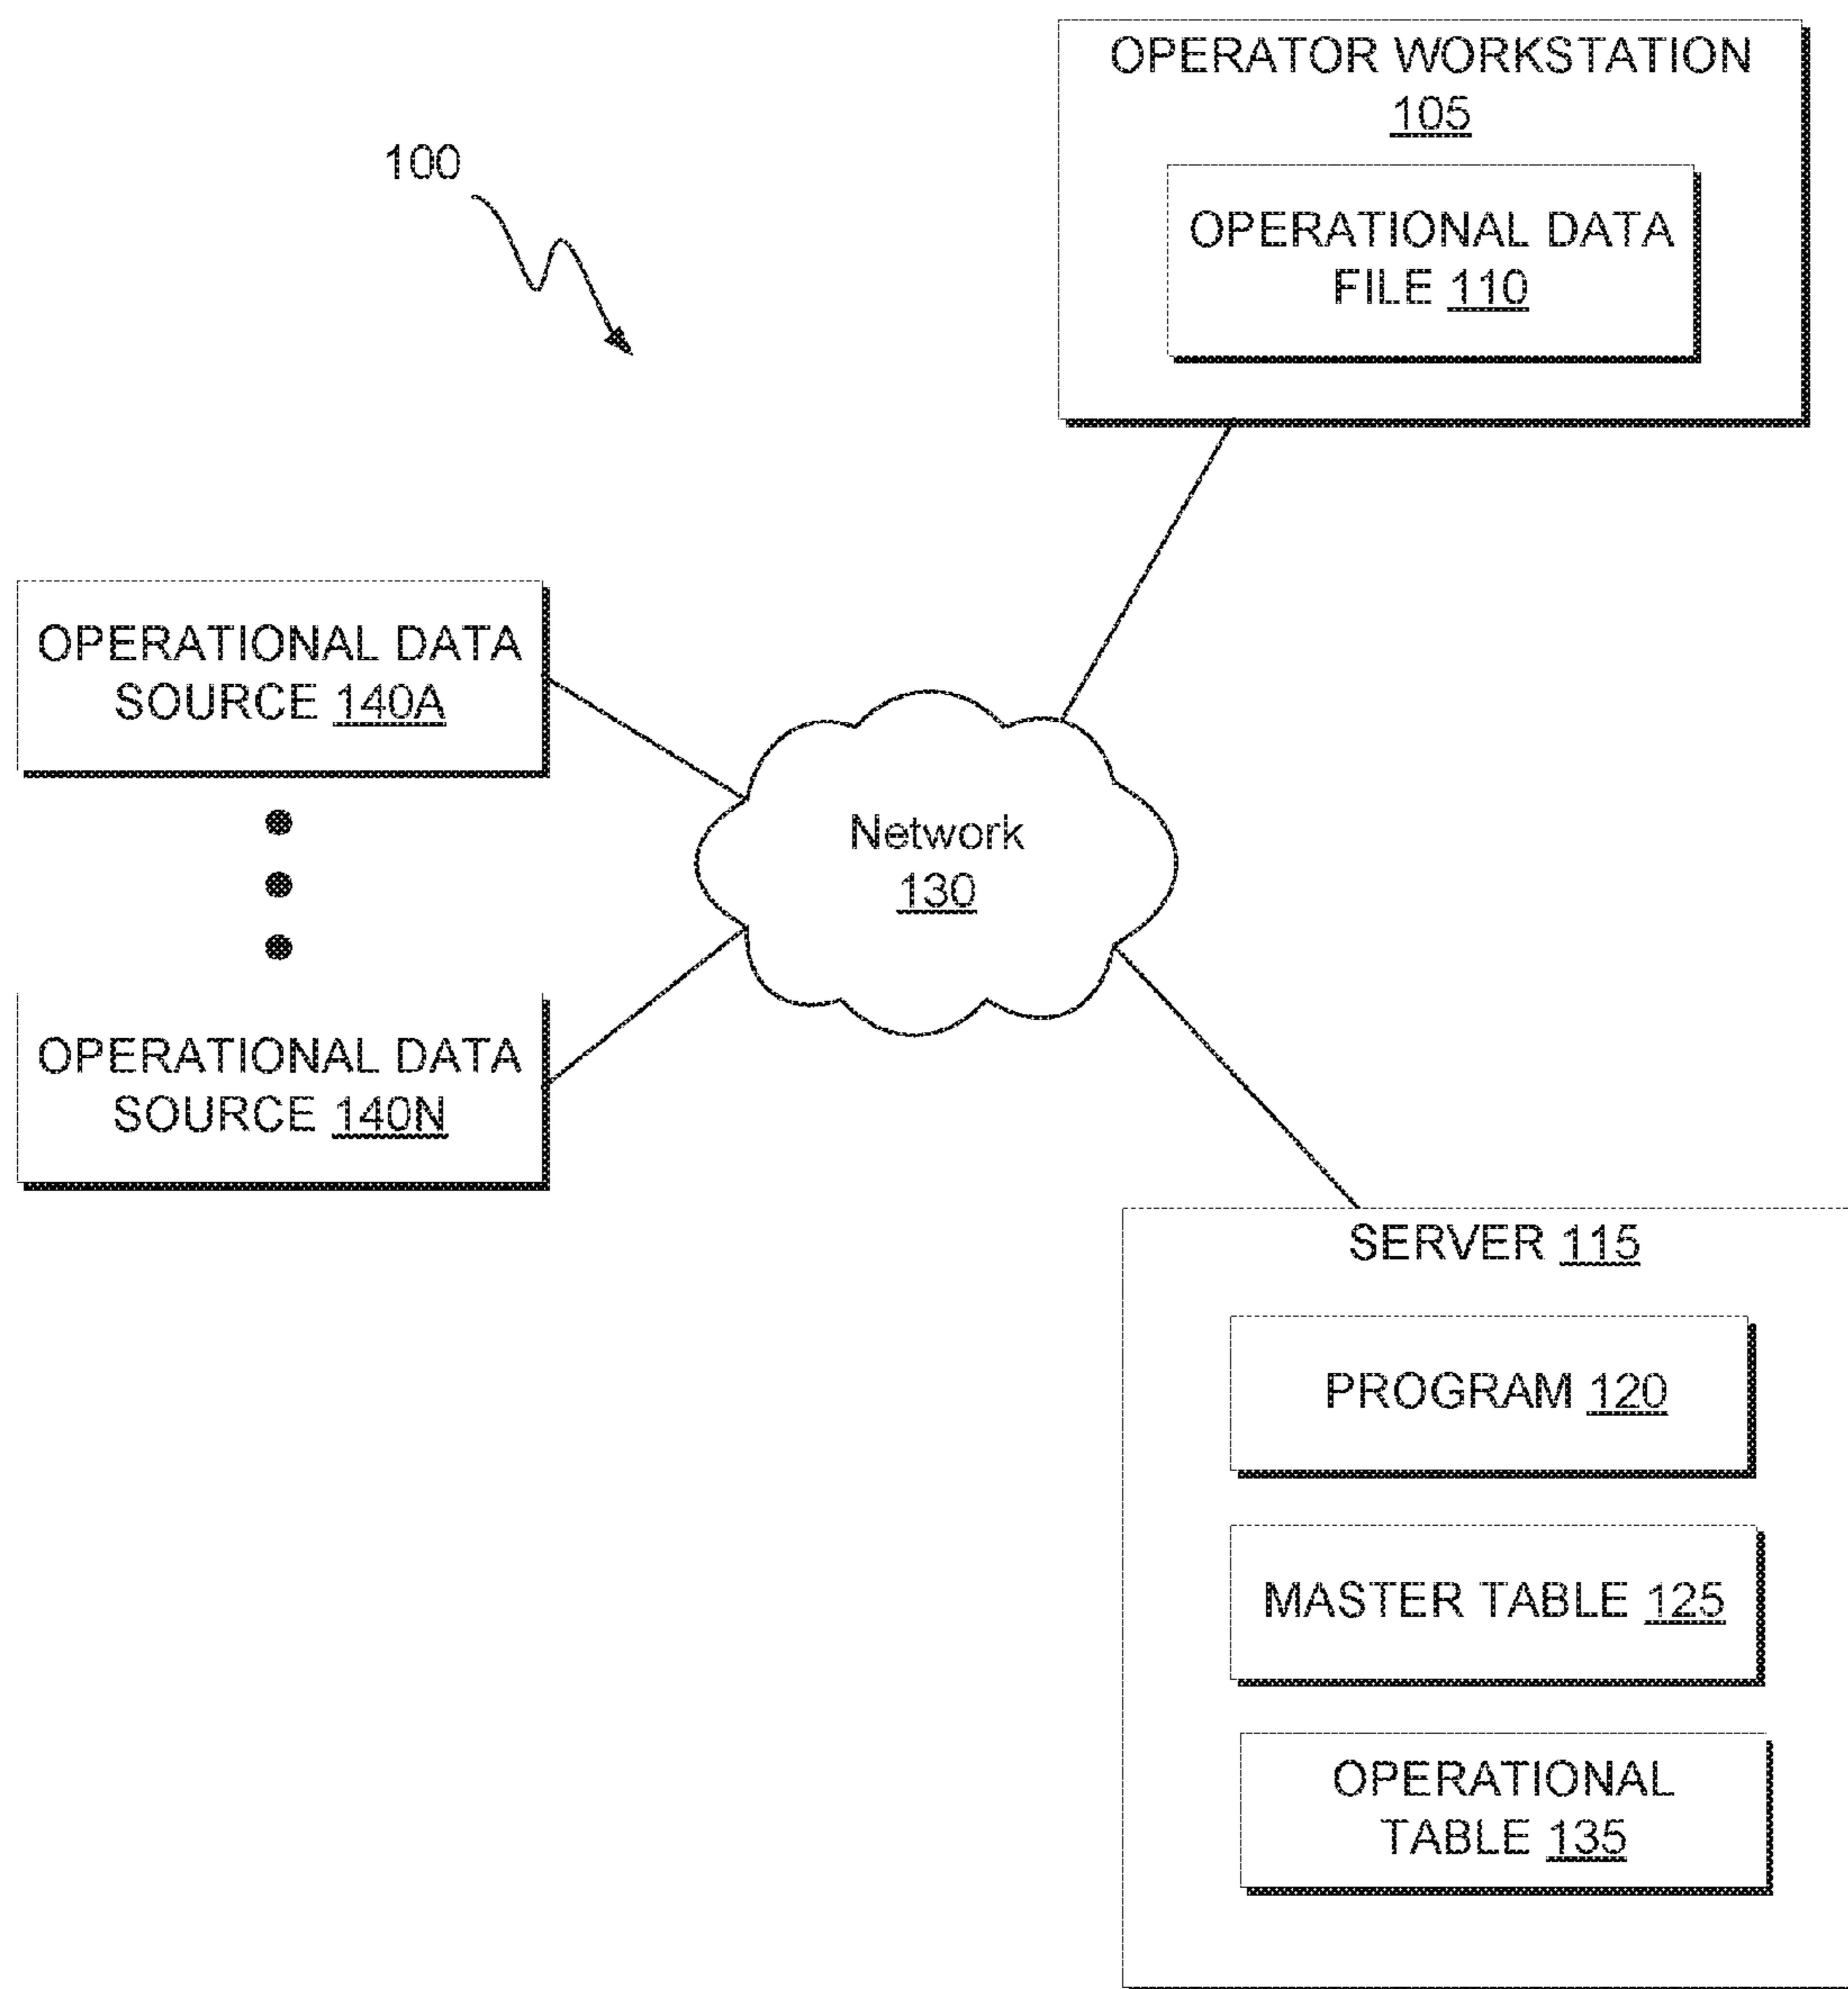 OPERATOR WORKSTATION
105
100
OPERATIONAL DATA
FILE 110
OPERATIONAL DATA
SOURCE 140A
Network
130
OPERATIONAL DATA
SOURCE 140N
SERVER 115
PROGRAM 120
MASTER TABLE 125
OPERATIONAL
TABLE 135